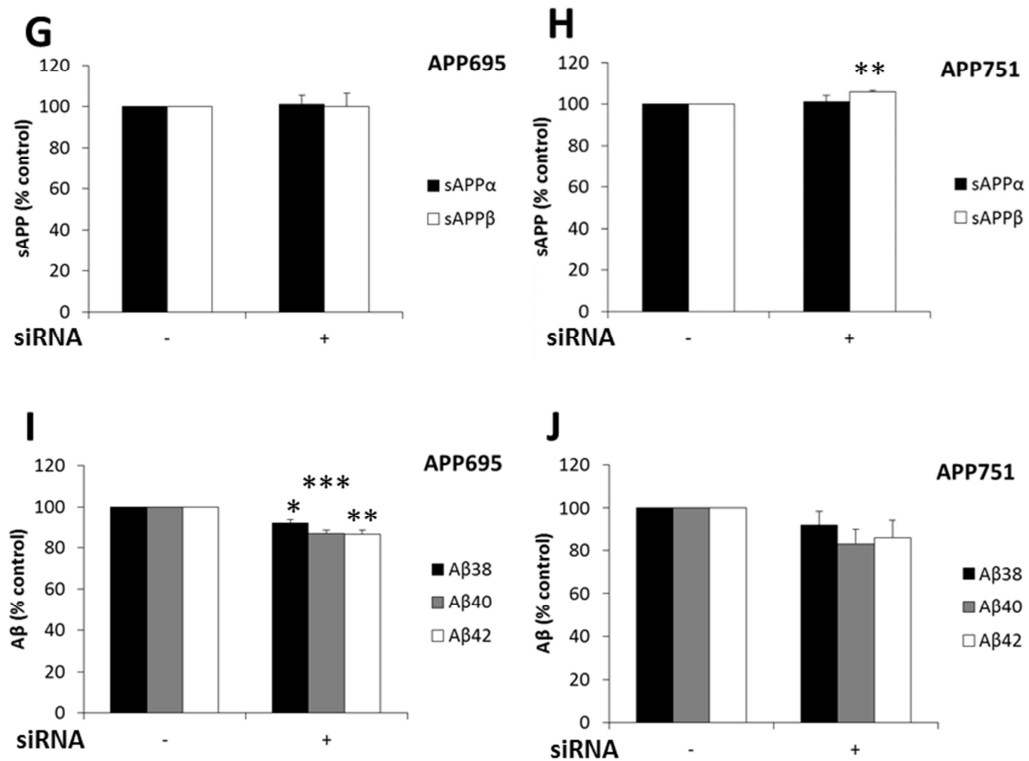 G
APP695
120
100
80
60
40
20
0
sAPP (% control)
sAPPα
sAPPβ
siRNA - +
H
APP751
**
120
100
80
60
40
20
0
sAPP (% control)
sAPPα
sAPPβ
siRNA - +
I
APP695
***
* **
120
100
80
60
40
20
0
Aβ (% control)
Aβ38
Aβ40
Aβ42
siRNA - +
J
APP751
120
100
80
60
40
20
0
Aβ (% control)
Aβ38
Aβ40
Aβ42
siRNA - +